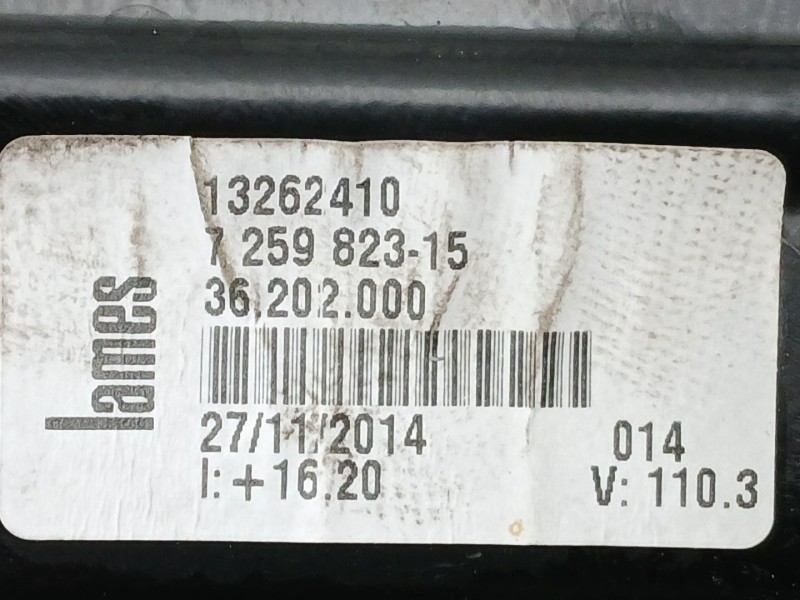 lames
13262410
7 259 823-15
36.202.000
27/11/2014
014
I: +16.20
V: 110.3